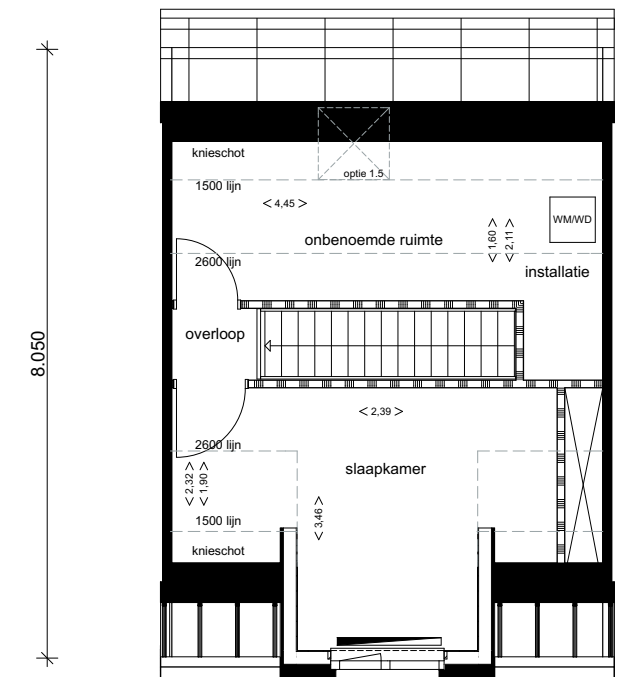 knieschot
optie 1.5
1500 lijn
< 4,45 >
WM/WD
onbenoemde ruimte
< 1,60 >
< 2,11 >
2600 lijn
installatie
overloop
8.050
< 2,39 >
2600 lijn
slaapkamer
< 2,32 >
< 1,90 >
< 3,46 >
1500 lijn
knieschot